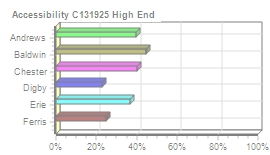 Accessibility C131925 High End
Andrews
Baldwin
Chester
Digby
Erie
Ferris
0% 20% 40% 60% 80% 100%